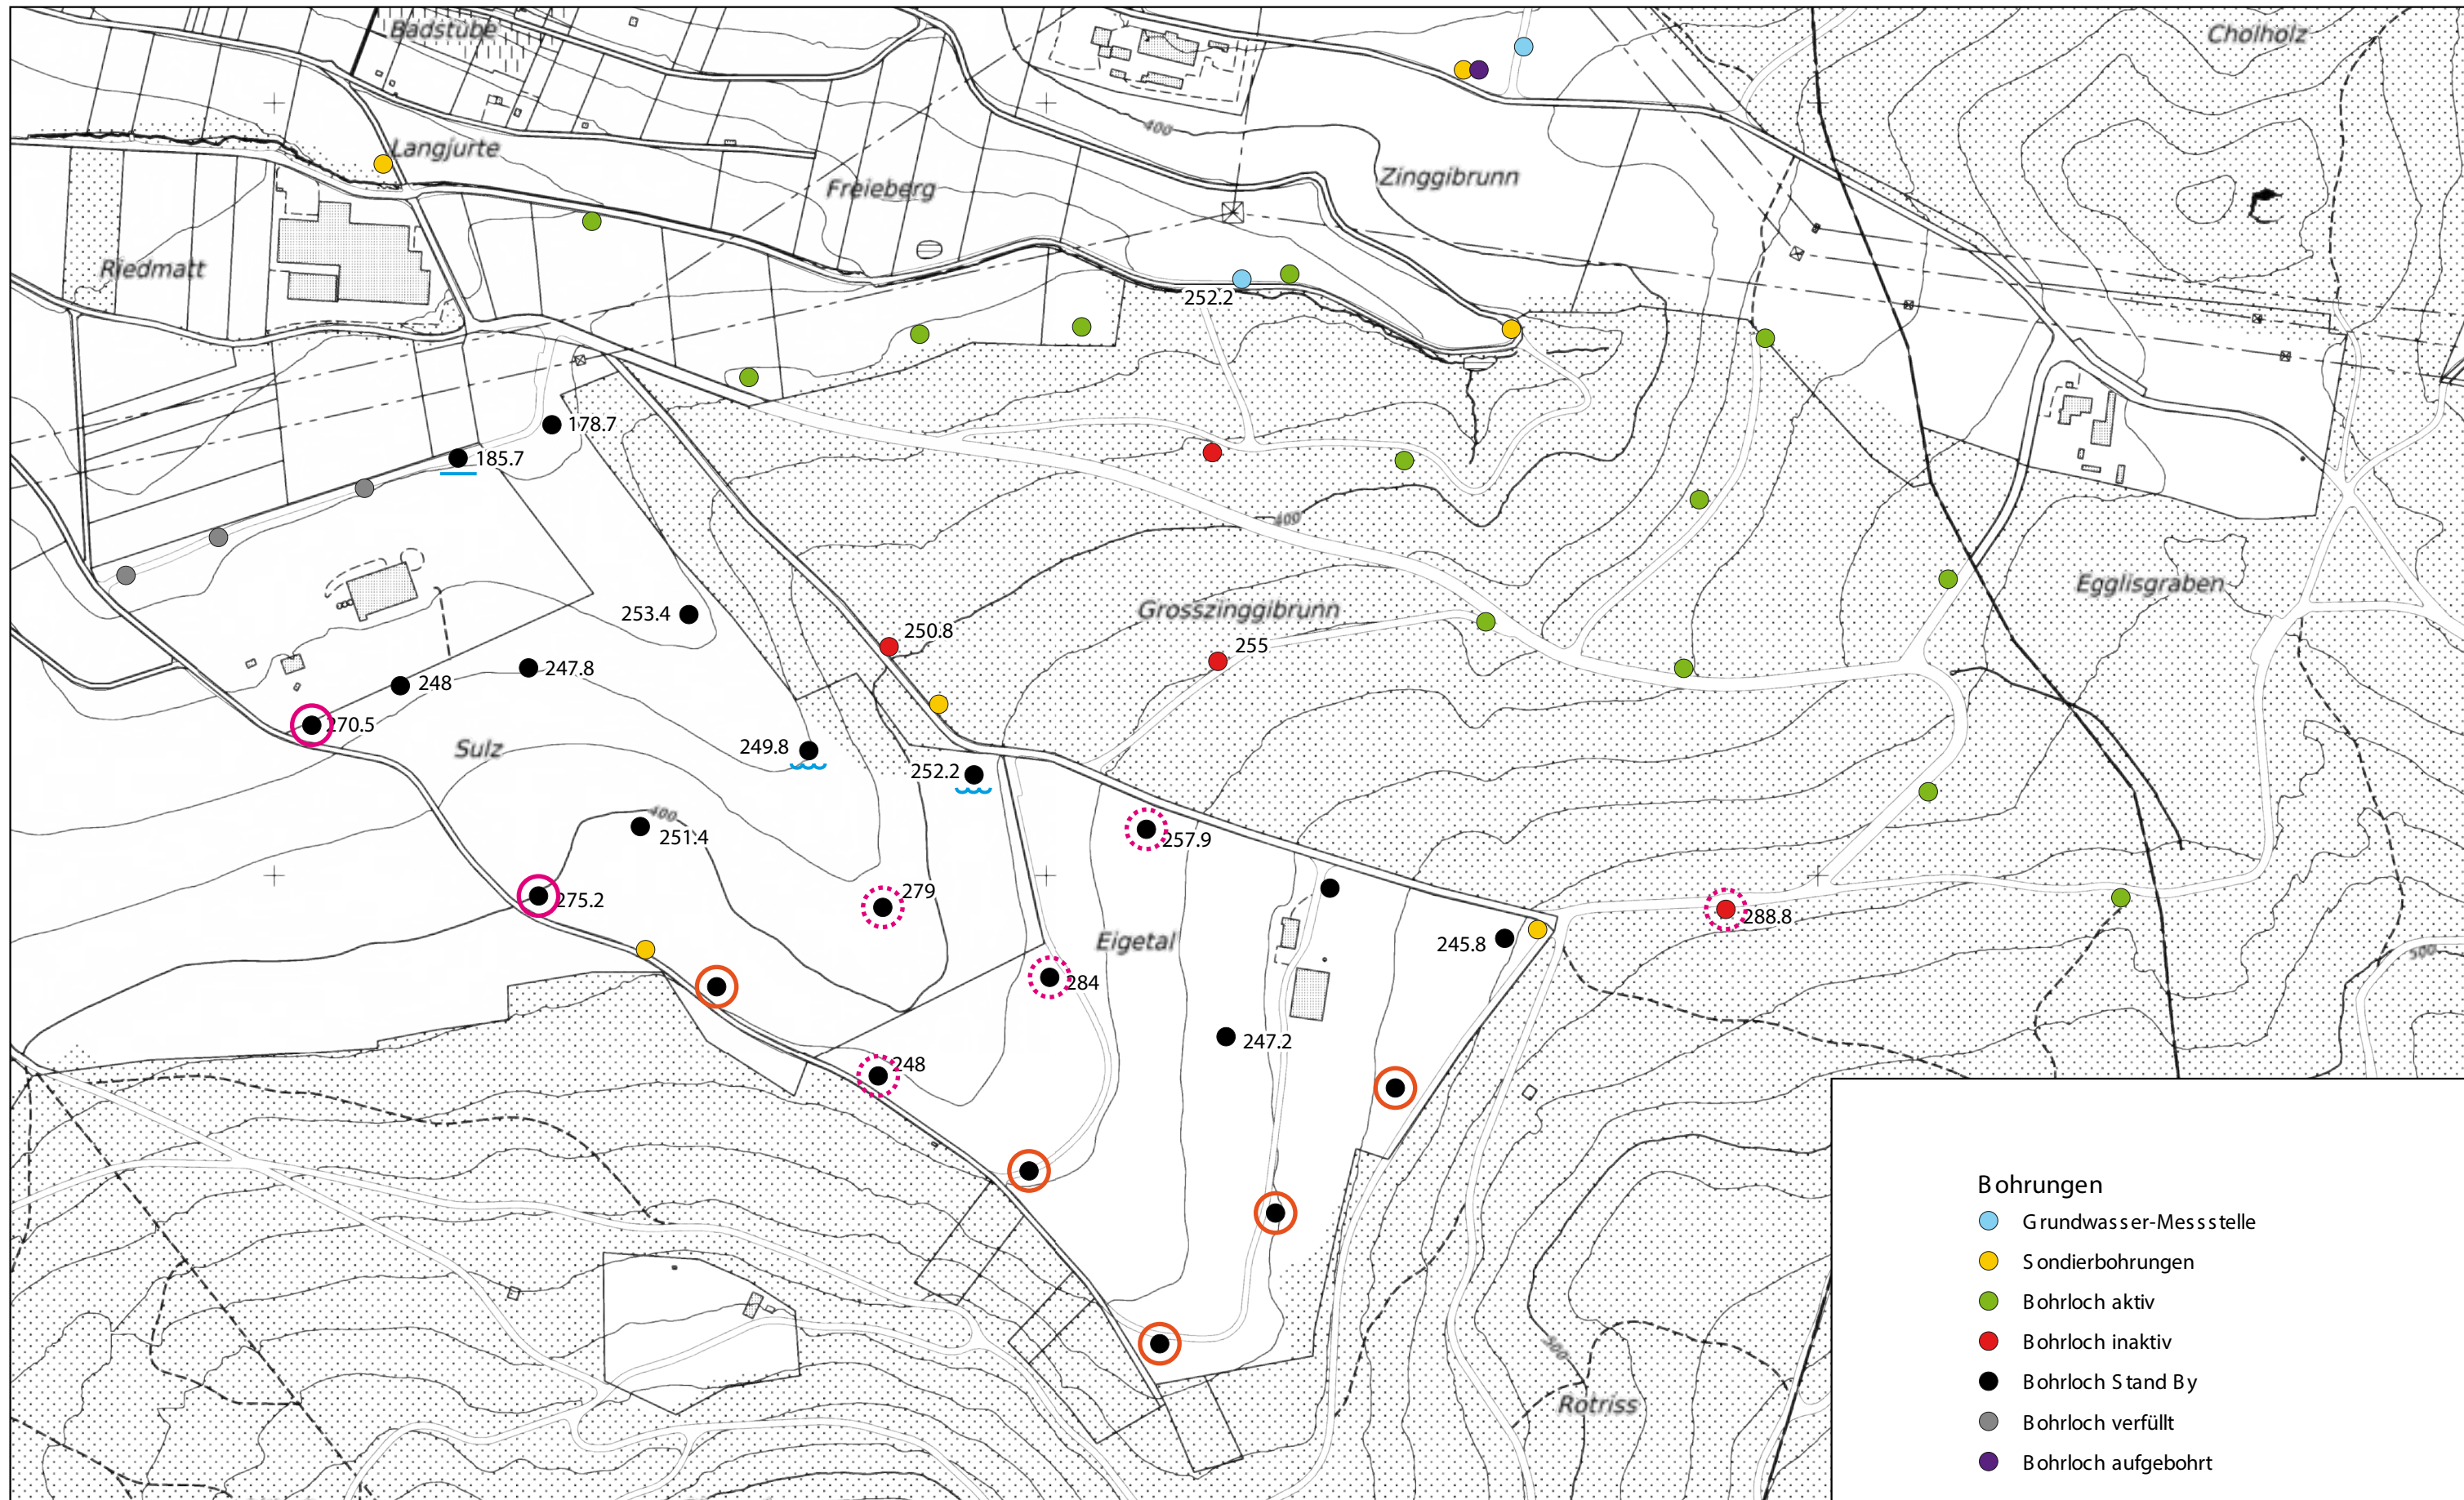 Badstube
Cholholz
400
Langjurte
Zinggibrunn
Freieberg
Riedmatt
252.2
178.7
185.7
400
Egglisgraben
Grosszinggibrunn
253.4
250.8
255
247.8
248
270.5
Sulz
249.8
252.2
400
251.4
257.9
279
275.2
288.8
Eigetal
245.8
500
284
247.2
248
500
Rotriss
Bohrungen
Grundwasser-Messstelle
Sondierbohrungen
Bohrloch aktiv
Bohrloch inaktiv
Bohrloch Stand By
Bohrloch verfüllt
Bohrloch aufgebohrt